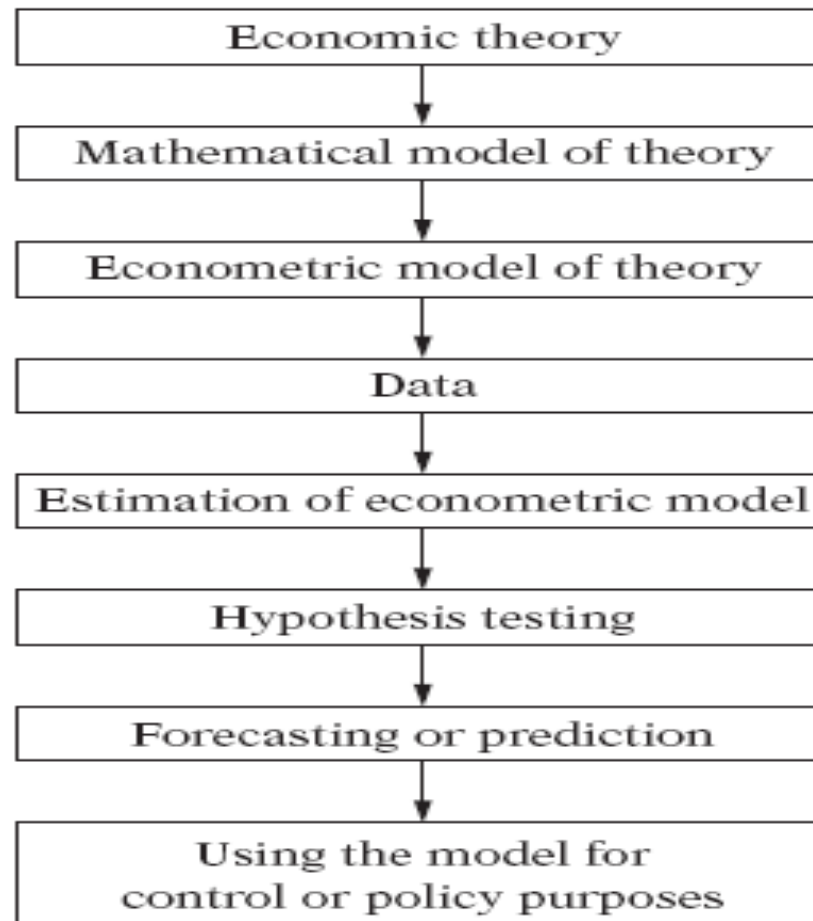 Economic theory
Mathematical model of theory
Econometric model of theory
Data
Estimation of econometric model
Hypothesis testing
Forecasting or prediction
Using the model for
control or policy purposes